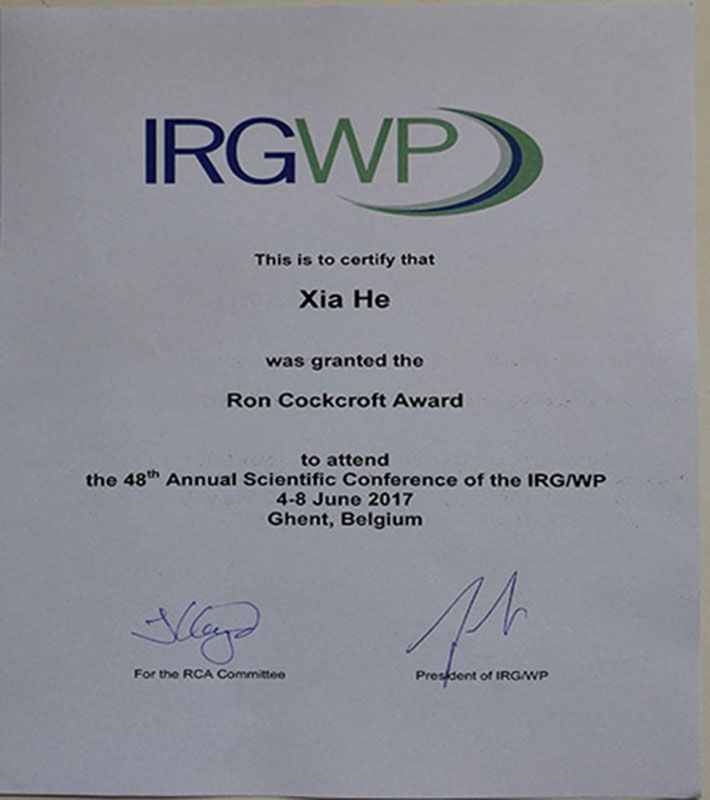 IRGWP
This is to certify that
Xia He
was granted the
Ron Cockcroft Award
to attend
the 48th Annual Scientific Conference of the IRG/WP
4-8 June 2017
Ghent, Belgium
For the RCA Committee
President of IRG/WP